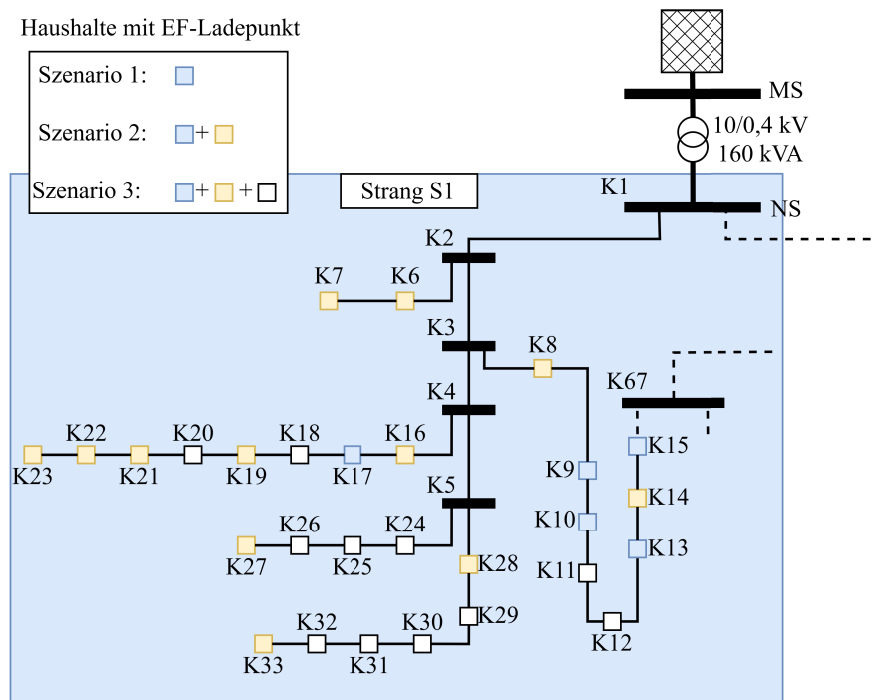 Haushalte mit EF-Ladepunkt
Szenario 1:
Szenario 2: +
Szenario 3: + +
MS
10/0,4 kV
160 kVA
Strang S1
K1
NS
K2
K7 K6
K3
K8
K4
K67
K22 K20 K18 K16
K15
K23 K21 K19 K17
K9
K5
K14
K26 K24
K10
K13
K27 K25
K28
K11
K32 K30
K29
K12
K33 K31